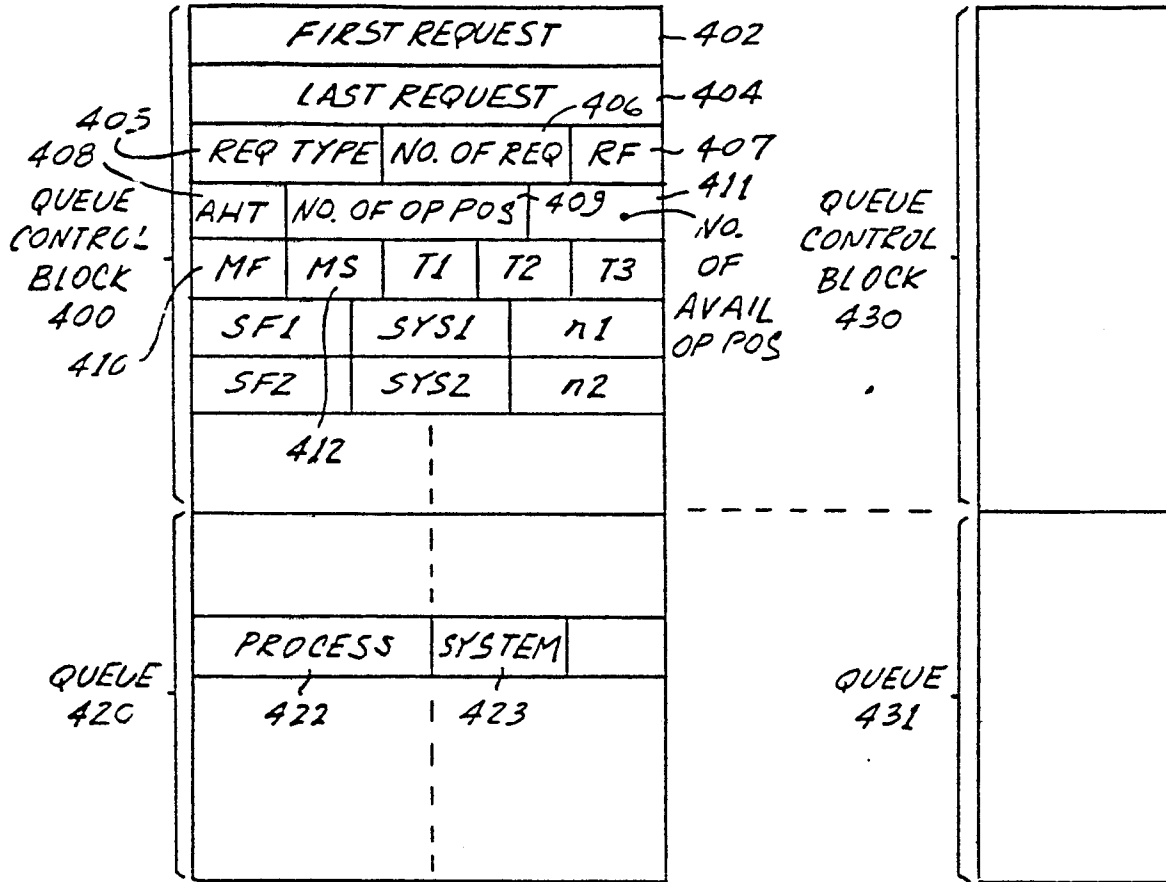 FIRST REQUEST 402
LAST REQUEST 404
405 406
REQ TYPE NO. OF REQ RF 407
408
AHT NO. OF OP POS 409 411
NO. OF AVAIL OP POS
QUEUE
CONTROL
BLOCK
400
MF MS T1 T2 T3
410
SF1 SYS1 n1
SF2 SYS2 n2
412
QUEUE
CONTROL
BLOCK
430
PROCESS SYSTEM
422 423
QUEUE
420
QUEUE
431